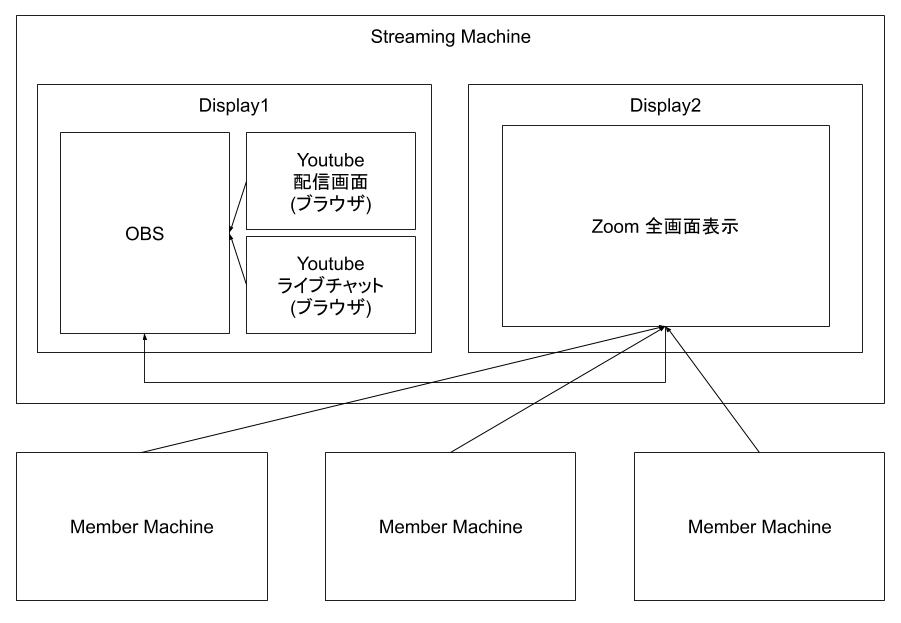 Streaming Machine
Display1
Display2
OBS
Youtube
配信画面
(ブラウザ)
Youtube
ライブチャット
(ブラウザ)
Zoom 全画面表示
Member Machine
Member Machine
Member Machine